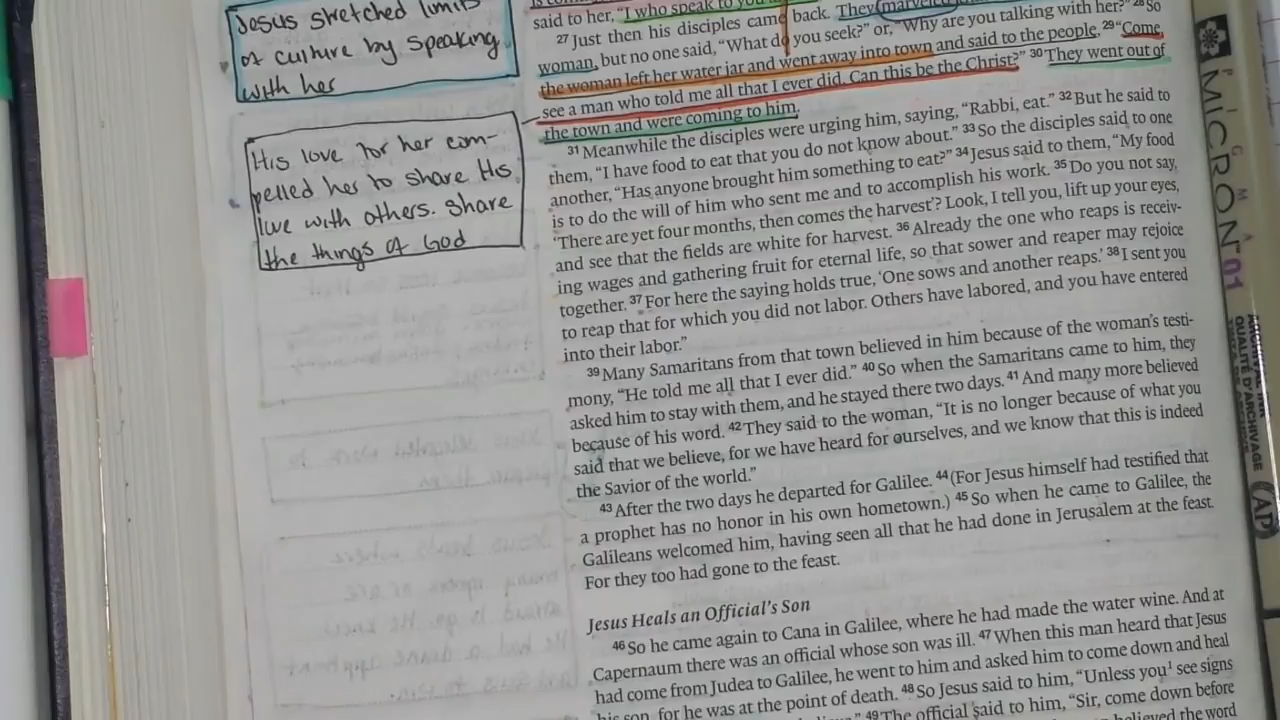 Jesus stretched limits
of culture by speaking
with her
His love for her com-
pelled her to share His
love with others. Share
the things of God
said to her, “I who speak to you
27 Just then his disciples came back. They marveled
woman, but no one said, “What do you seek?” or, “Why are you talking with her?” 28 So
the woman left her water jar and went away into town and said to the people, 29 “Come,
see a man who told me all that I ever did. Can this be the Christ?” 30 They went out of
the town and were coming to him.
31 Meanwhile the disciples were urging him, saying, “Rabbi, eat.” 32 But he said to
them, “I have food to eat that you do not know about.” 33 So the disciples said to one
another, “Has anyone brought him something to eat?” 34 Jesus said to them, “My food
is to do the will of him who sent me and to accomplish his work. 35 Do you not say,
‘There are yet four months, then comes the harvest’? Look, I tell you, lift up your eyes,
and see that the fields are white for harvest. 36 Already the one who reaps is receiv-
ing wages and gathering fruit for eternal life, so that sower and reaper may rejoice
together. 37 For here the saying holds true, ‘One sows and another reaps.’ 38 I sent you
to reap that for which you did not labor. Others have labored, and you have entered
into their labor.”
39 Many Samaritans from that town believed in him because of the woman’s testi-
mony, “He told me all that I ever did.” 40 So when the Samaritans came to him, they
asked him to stay with them, and he stayed there two days. 41 And many more believed
because of his word. 42 They said to the woman, “It is no longer because of what you
said that we believe, for we have heard for ourselves, and we know that this is indeed
the Savior of the world.”
43 After the two days he departed for Galilee. 44 (For Jesus himself had testified that
a prophet has no honor in his own hometown.) 45 So when he came to Galilee, the
Galileans welcomed him, having seen all that he had done in Jerusalem at the feast.
For they too had gone to the feast.
Jesus Heals an Official’s Son
46 So he came again to Cana in Galilee, where he had made the water wine. And at
Capernaum there was an official whose son was ill. 47 When this man heard that Jesus
had come from Judea to Galilee, he went to him and asked him to come down and heal
his son, for he was at the point of death. 48 So Jesus said to him, “Unless you1 see signs
49 The official said to him, “Sir, come down before
believed the word
PIGMA
MICRON 01
ARCHIVAL INK
QUALITÉ D'ARCHIVAGE
AP